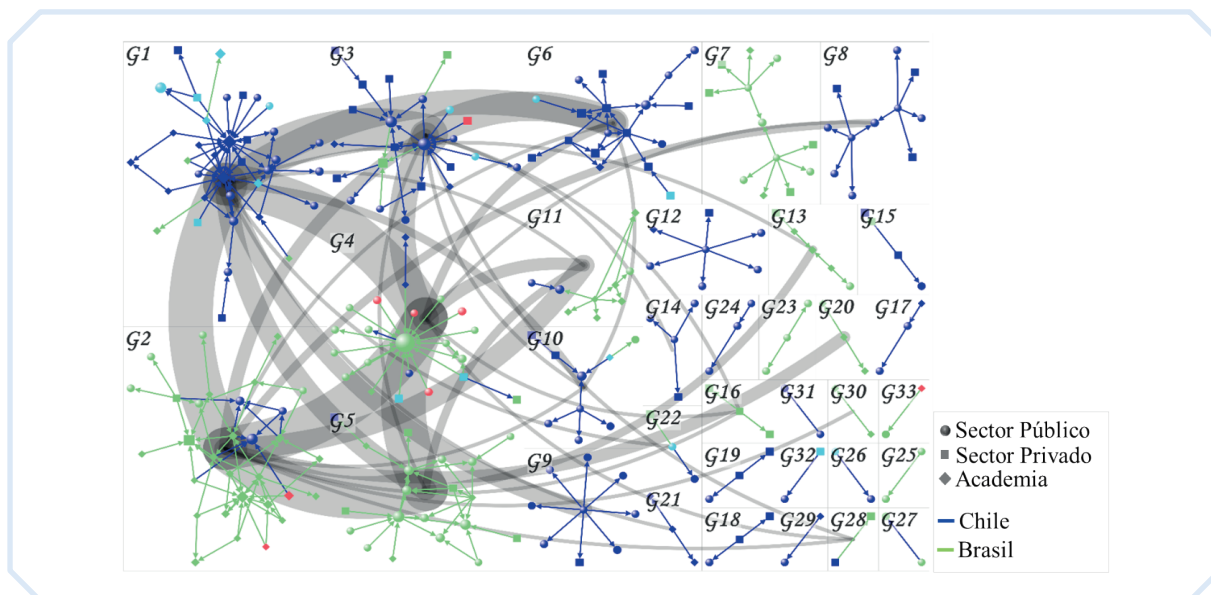 G1
G3
G6
G7
G8
G11
G12
G13
G15
G4
G14
G24
G23
G20
G17
G2
G10
G16
G31
G30
G33
G5
G22
G9
G19
G32
G26
G25
G21
G18
G29
G28
G27
Sector Público
Sector Privado
Academia
Chile
Brasil